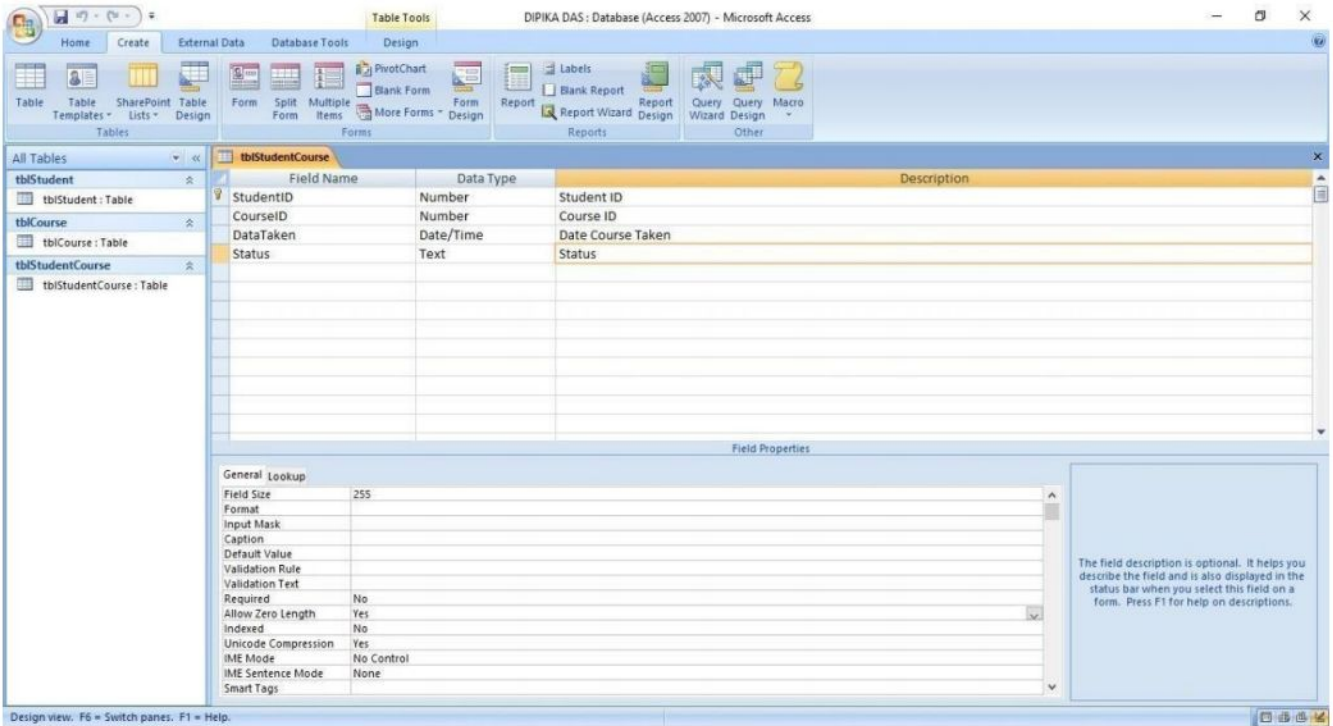 Table Tools
DIPIKA DAS : Database (Access 2007) - Microsoft Access
Home Create External Data Database Tools Design
Table
Table Templates
SharePoint Lists
Table Design
Tables
Form
Split Form
Multiple Items
PivotChart
Blank Form
More Forms
Form Design
Forms
Report
Labels
Blank Report
Report Wizard
Report Design
Reports
Query Wizard
Query Design
Macro
Other
All Tables
tblStudent
tblStudent : Table
tblCourse
tblCourse : Table
tblStudentCourse
tblStudentCourse : Table
tblStudentCourse
Field Name Data Type Description
StudentID Number Student ID
CourseID Number Course ID
DataTaken Date/Time Date Course Taken
Status Text Status
Field Properties
General Lookup
Field Size 255
Format
Input Mask
Caption
Default Value
Validation Rule
Validation Text
Required No
Allow Zero Length Yes
Indexed No
Unicode Compression Yes
IME Mode No Control
IME Sentence Mode None
Smart Tags
The field description is optional. It helps you
describe the field and is also displayed in the
status bar when you select this field on a
form. Press F1 for help on descriptions.
Design view. F6 = Switch panes. F1 = Help.